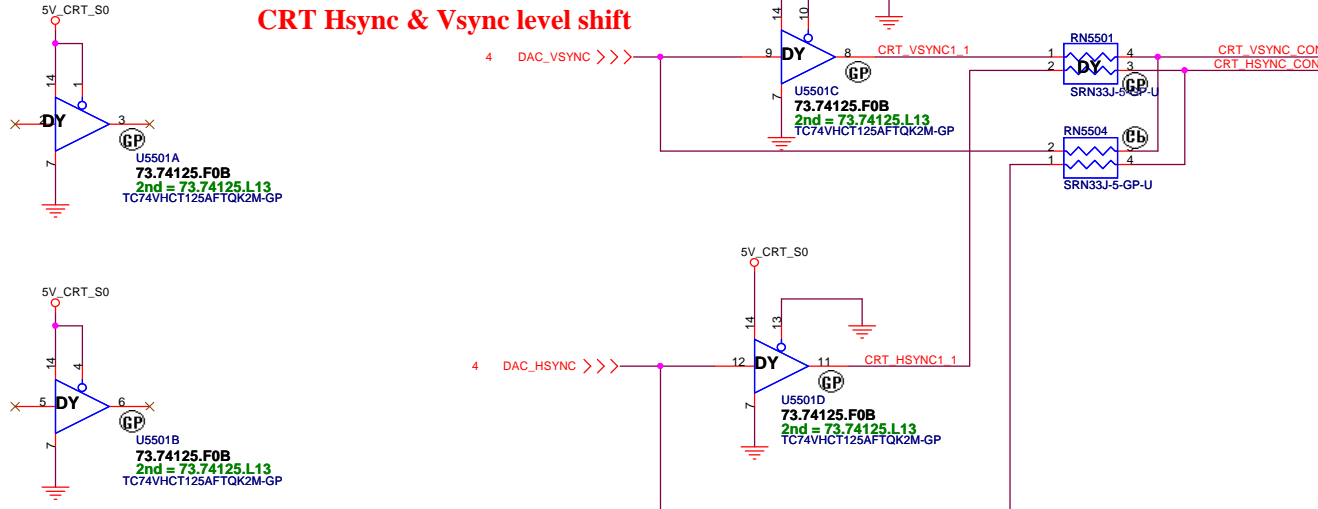 CRT Hsync & Vsync level shift
5V_CRT_S0
14
1
2
DY
3
GP
7
U5501A
73.74125.F0B
2nd = 73.74125.L13
TC74VHCT125AFTQK2M-GP
5V_CRT_S0
14
4
5
DY
6
GP
7
U5501B
73.74125.F0B
2nd = 73.74125.L13
TC74VHCT125AFTQK2M-GP
4
DAC_VSYNC
14
10
9
DY
8
GP
CRT_VSYNC1_1
7
U5501C
73.74125.F0B
2nd = 73.74125.L13
TC74VHCT125AFTQK2M-GP
RN5501
1
4
2
3
DY
GP
SRN33J-5-GP-U
CRT_VSYNC_CON
CRT_HSYNC_CON
RN5504
GP
2
3
1
4
SRN33J-5-GP-U
4
DAC_HSYNC
5V_CRT_S0
14
13
12
DY
11
GP
CRT_HSYNC1_1
7
U5501D
73.74125.F0B
2nd = 73.74125.L13
TC74VHCT125AFTQK2M-GP